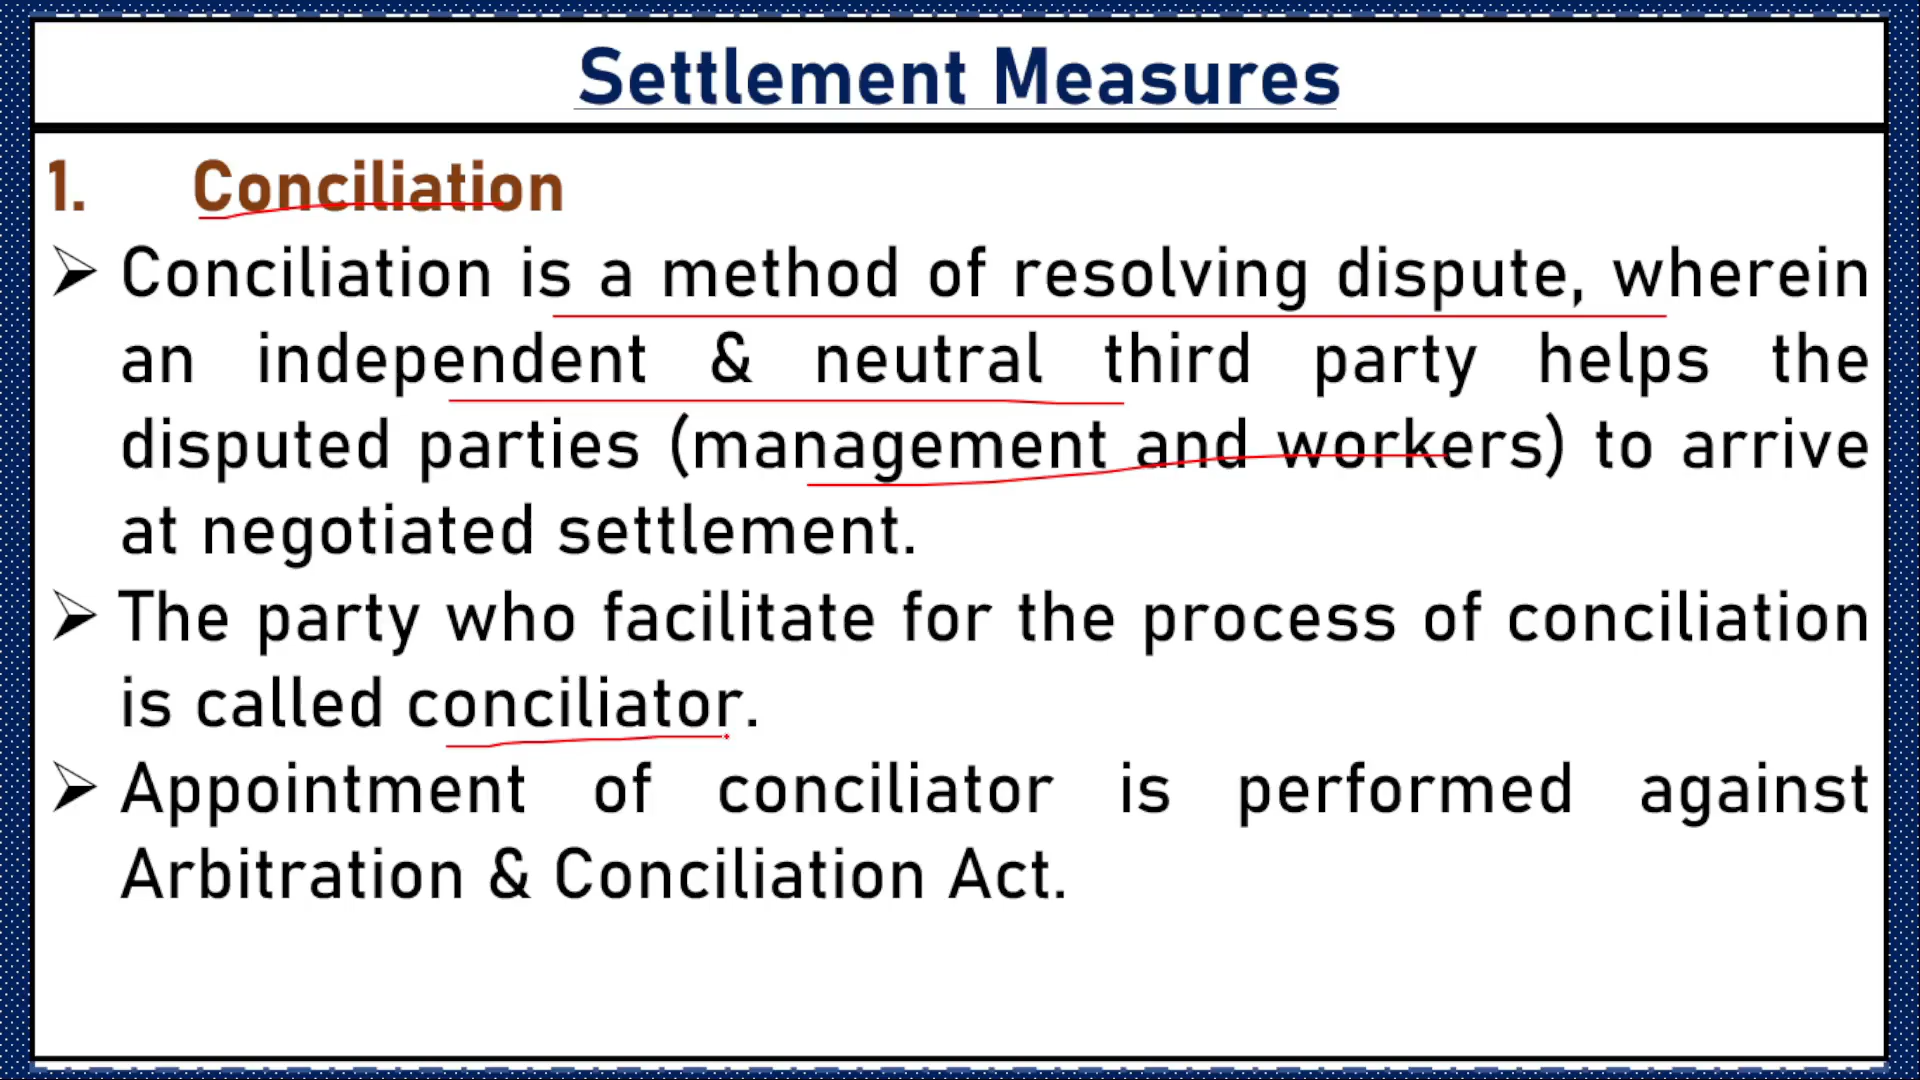 Settlement Measures
1. Conciliation
➢ Conciliation is a method of resolving dispute, wherein
an independent & neutral third party helps the
disputed parties (management and workers) to arrive
at negotiated settlement.
➢ The party who facilitate for the process of conciliation
is called conciliator.
➢ Appointment of conciliator is performed against
Arbitration & Conciliation Act.